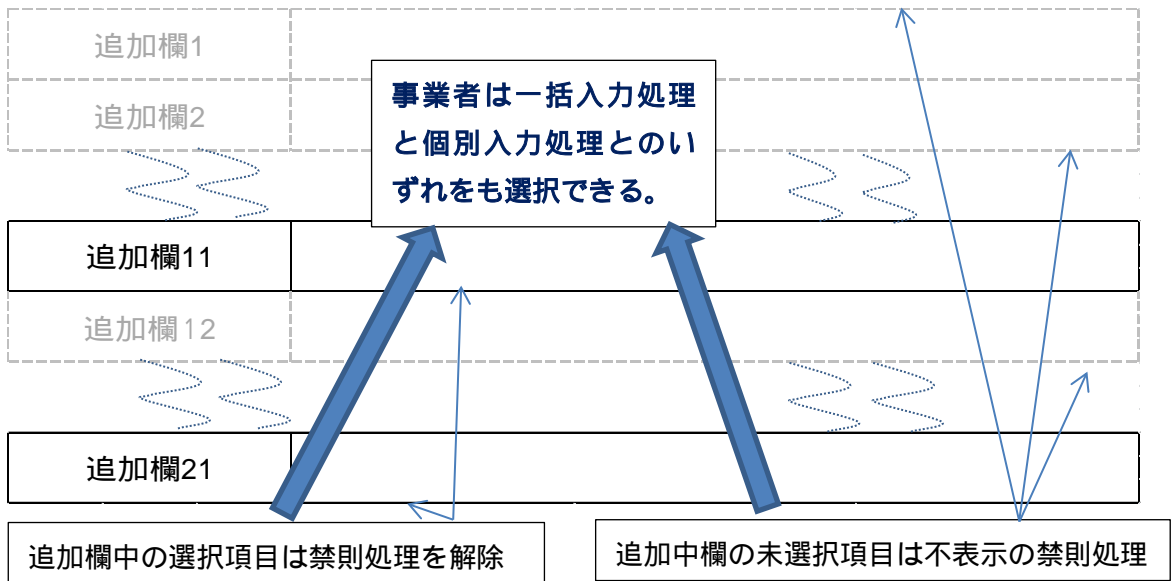 追加欄1
追加欄2
事業者は一括入力処理
と個別入力処理とのい
ずれをも選択できる。
追加欄11
追加欄12
追加欄21
追加欄中の選択項目は禁則処理を解除
追加中欄の未選択項目は不表示の禁則処理